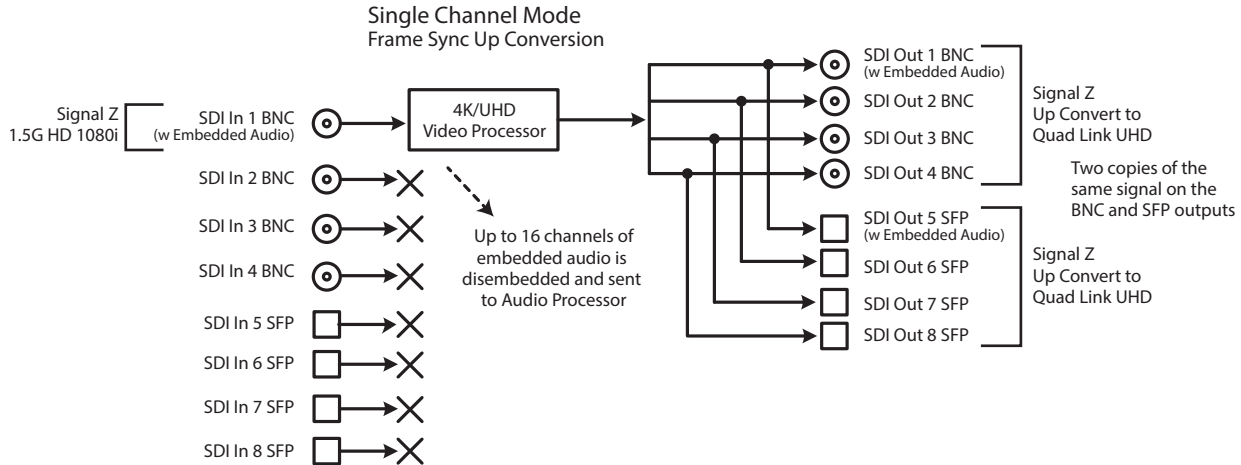 Single Channel Mode
Frame Sync Up Conversion
Signal Z
1.5G HD 1080i
SDI In 1 BNC
(w Embedded Audio)
SDI In 2 BNC
SDI In 3 BNC
SDI In 4 BNC
SDI In 5 SFP
SDI In 6 SFP
SDI In 7 SFP
SDI In 8 SFP
4K/UHD
Video Processor
Up to 16 channels of
embedded audio is
disembedded and sent
to Audio Processor
SDI Out 1 BNC
(w Embedded Audio)
SDI Out 2 BNC
SDI Out 3 BNC
SDI Out 4 BNC
SDI Out 5 SFP
(w Embedded Audio)
SDI Out 6 SFP
SDI Out 7 SFP
SDI Out 8 SFP
Signal Z
Up Convert to
Quad Link UHD
Two copies of the
same signal on the
BNC and SFP outputs
Signal Z
Up Convert to
Quad Link UHD